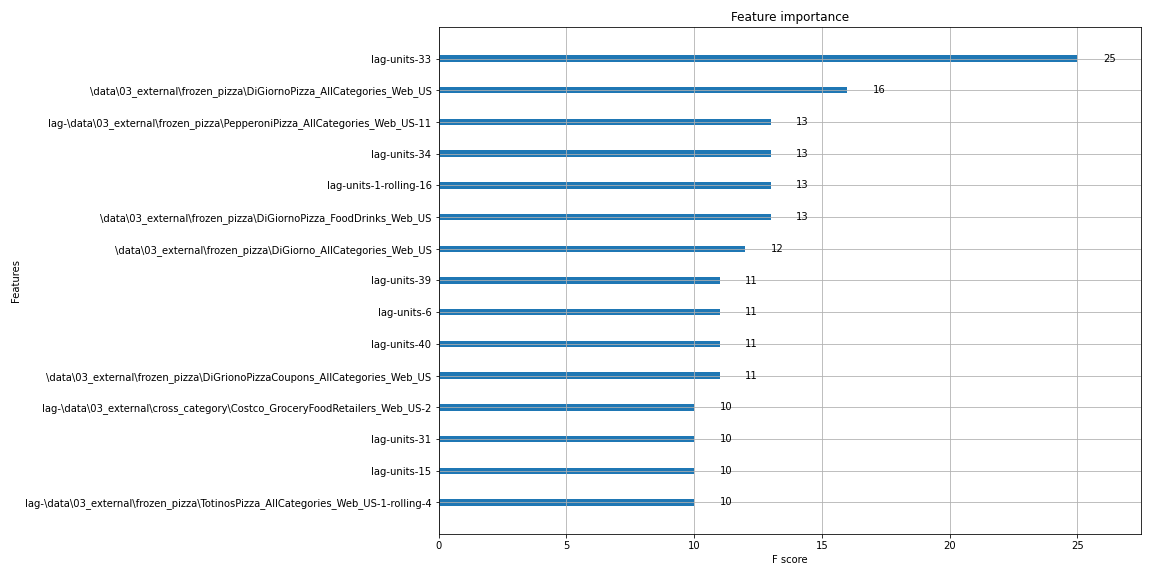 Feature importance
Features
lag-units-33
25
\data\03_external\frozen_pizza\DiGiornoPizza_AllCategories_Web_US
16
lag-\data\03_external\frozen_pizza\PepperoniPizza_AllCategories_Web_US-11
13
lag-units-34
13
lag-units-1-rolling-16
13
\data\03_external\frozen_pizza\DiGiornoPizza_FoodDrinks_Web_US
13
\data\03_external\frozen_pizza\DiGiorno_AllCategories_Web_US
12
lag-units-39
11
lag-units-6
11
lag-units-40
11
\data\03_external\frozen_pizza\DiGrionoPizzaCoupons_AllCategories_Web_US
11
lag-\data\03_external\cross_category\Costco_GroceryFoodRetailers_Web_US-2
10
lag-units-31
10
lag-units-15
10
lag-\data\03_external\frozen_pizza\TotinosPizza_AllCategories_Web_US-1-rolling-4
10
0 5 10 15 20 25
F score